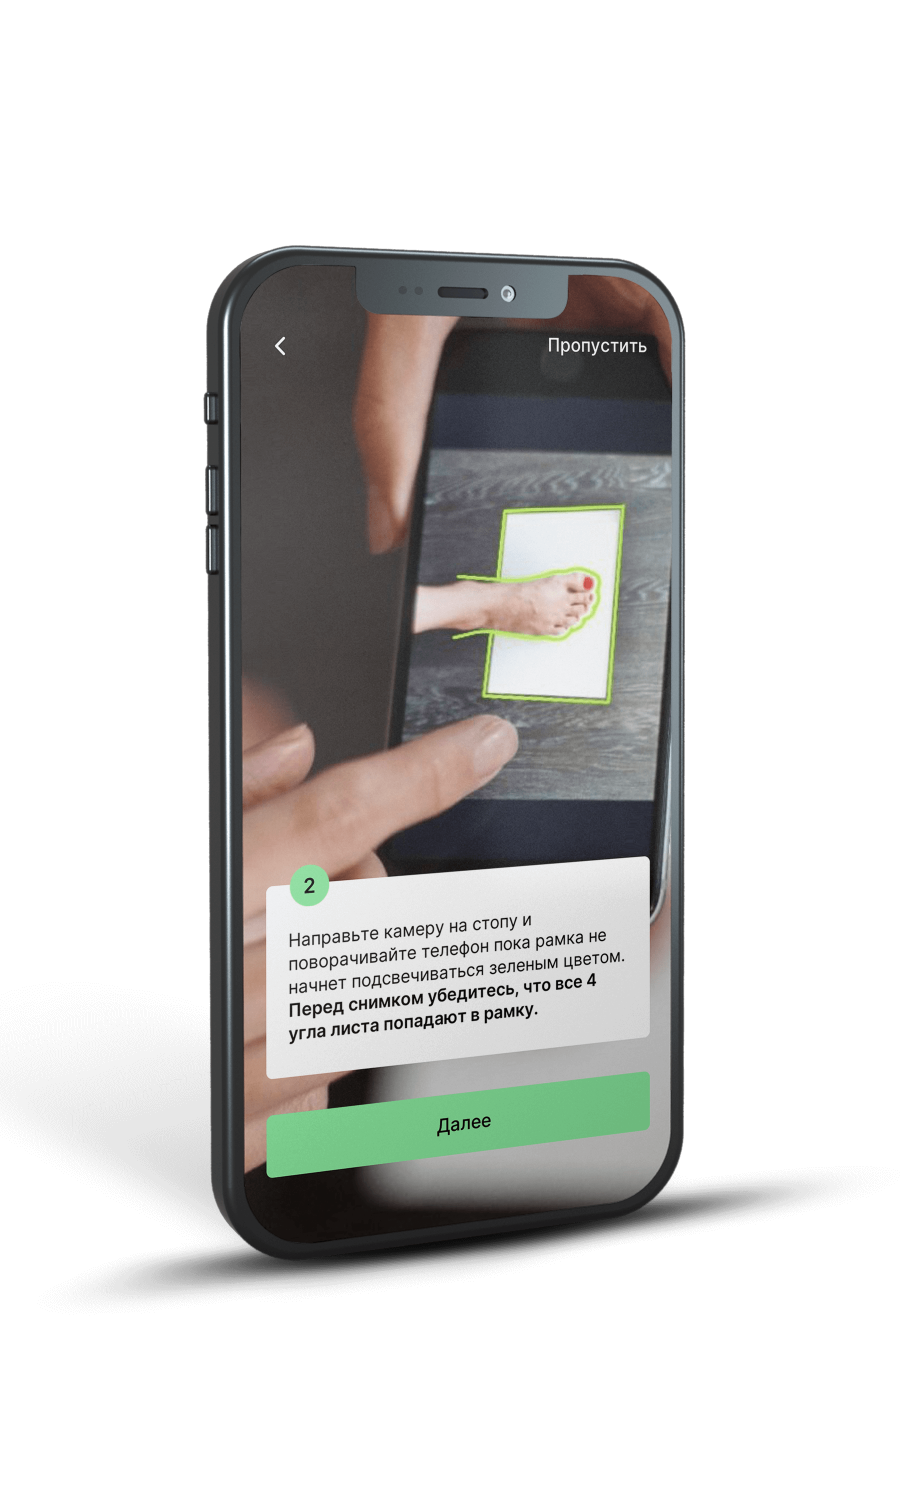 Пропустить
2
Направьте камеру на стопу и
поворачивайте телефон пока рамка не
начнет подсвечиваться зеленым цветом.
Перед снимком убедитесь, что все 4
угла листа попадают в рамку.
Далее